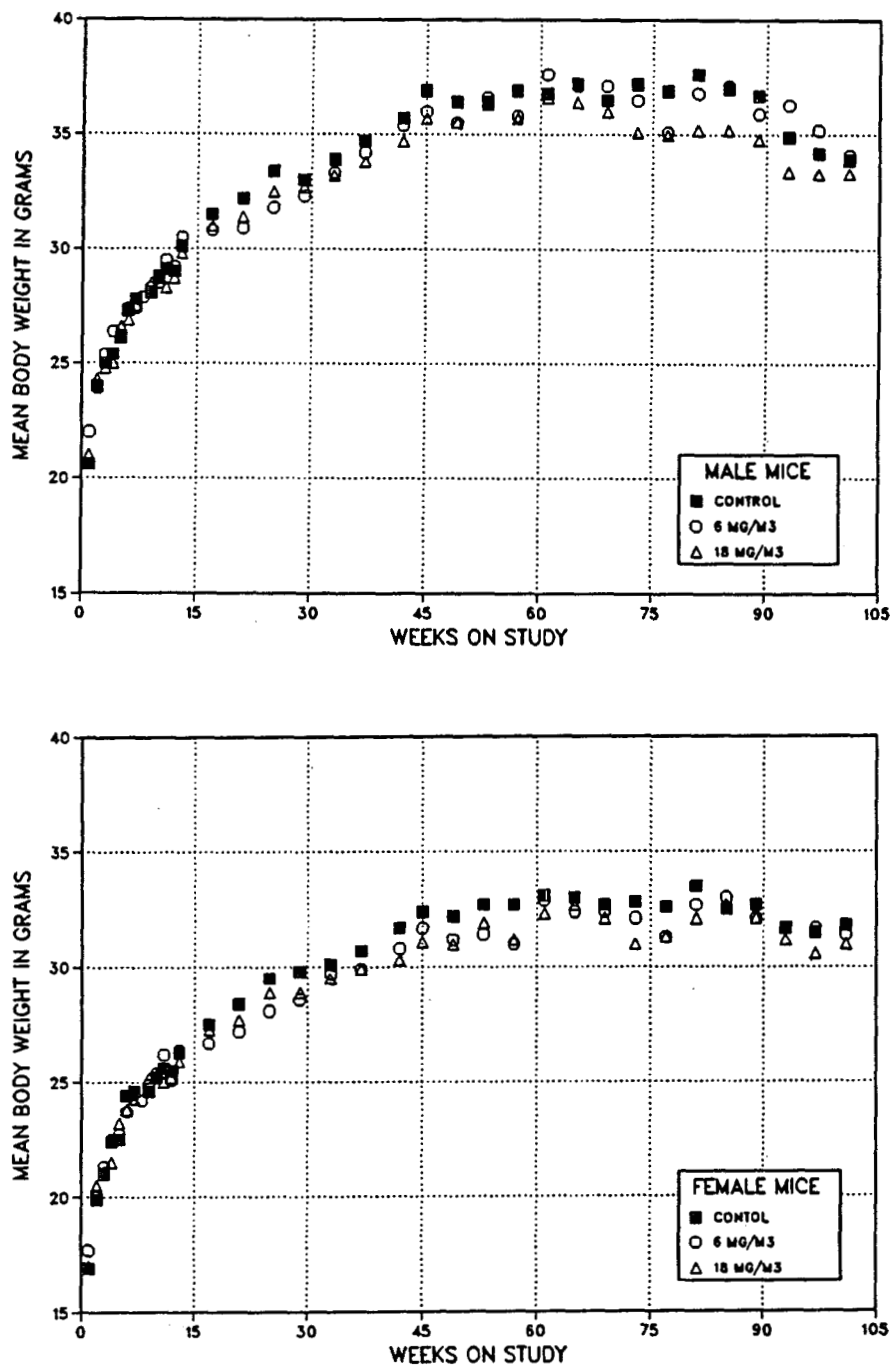 40
35
30
25
20
15
MEAN BODY WEIGHT IN GRAMS
MALE MICE
CONTROL
6 MG/M3
18 MG/M3
0 15 30 45 60 75 90 105
WEEKS ON STUDY
40
35
30
25
20
15
MEAN BODY WEIGHT IN GRAMS
FEMALE MICE
CONTOL
6 MG/M3
18 MG/M3
0 15 30 45 60 75 90 105
WEEKS ON STUDY